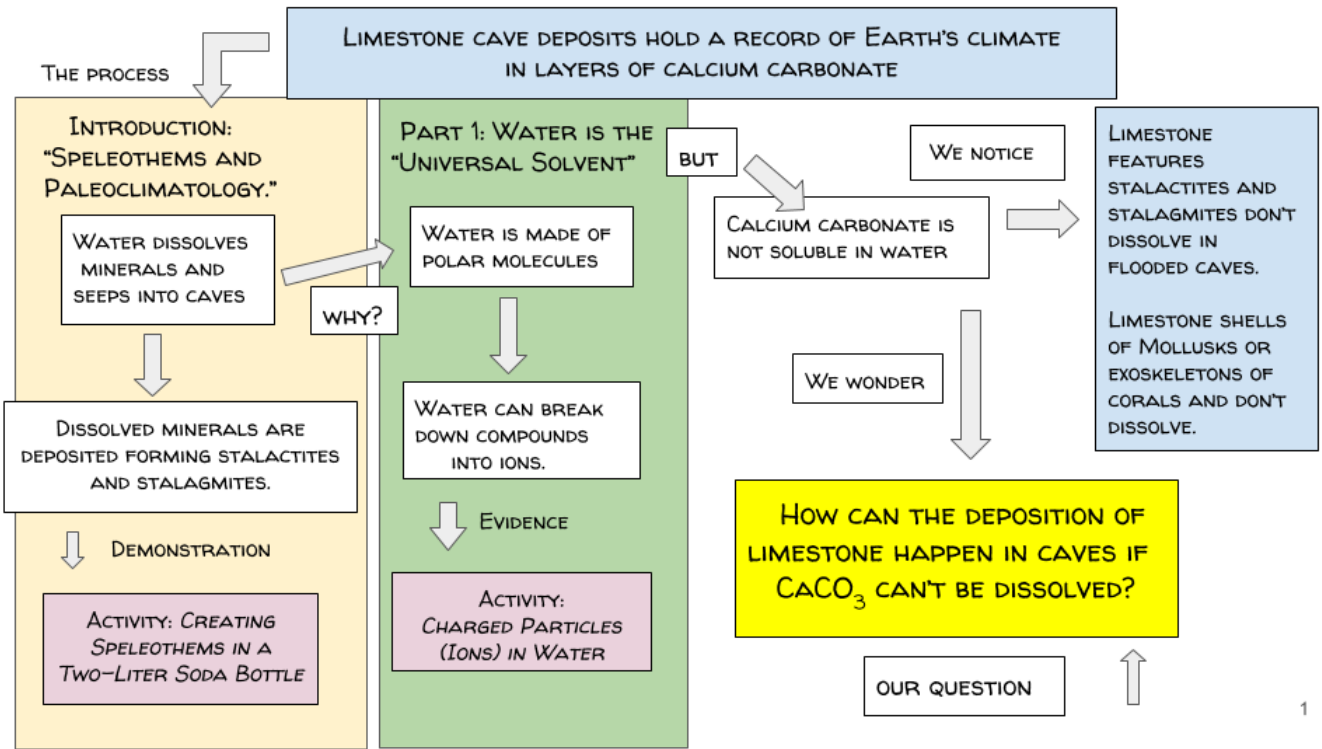 Limestone cave deposits hold a record of Earth's climate
in layers of calcium carbonate
The process
Introduction:
"Speleothems and
Paleoclimatology."
Water dissolves
minerals and
seeps into caves
why?
Dissolved minerals are
deposited forming stalactites
and stalagmites.
Demonstration
Activity: Creating
Speleothems in a
Two-Liter Soda Bottle
Part 1: Water is the
"Universal Solvent"
Water is made of
polar molecules
Water can break
down compounds
into ions.
Evidence
Activity:
Charged Particles
(Ions) in Water
but
Calcium carbonate is
not soluble in water
We notice
Limestone
features
stalactites and
stalagmites don't
dissolve in
flooded caves.
Limestone shells
of Mollusks or
exoskeletons of
corals and don't
dissolve.
We wonder
How can the deposition of
limestone happen in caves if
CaCO3 can't be dissolved?
our question
1